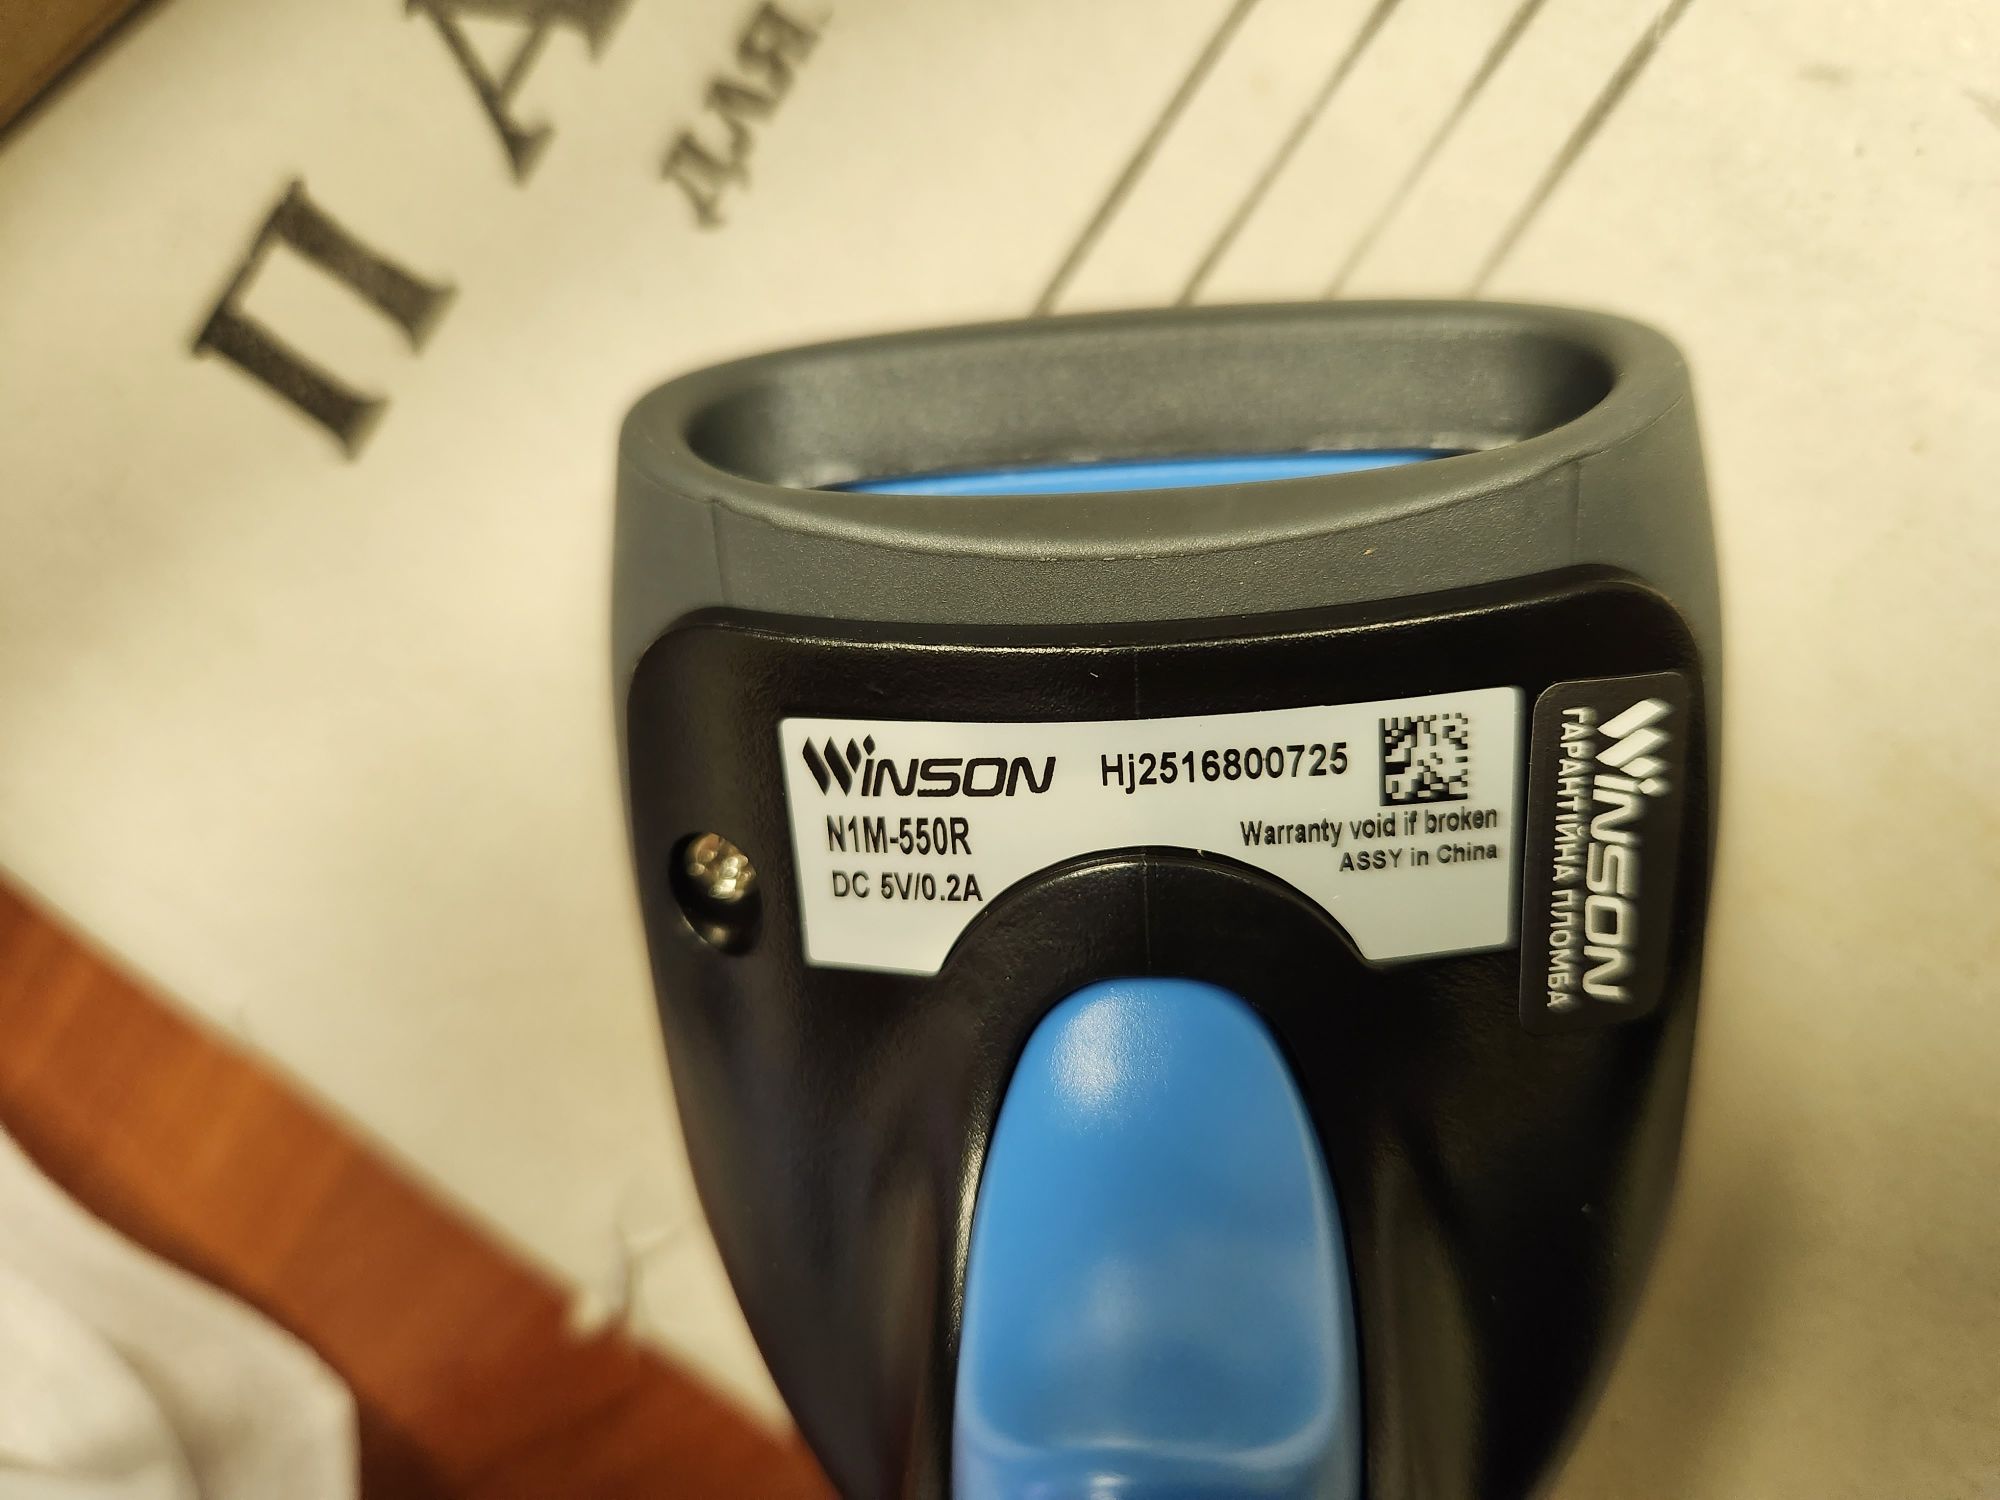 ПА
ДЛЯ
WINSON Hj2516800725
N1M-550R
Warranty void if broken
DC 5V/0.2A
ASSY in China
WINSON
ГАРАНТІЙНА ПЛОМБА